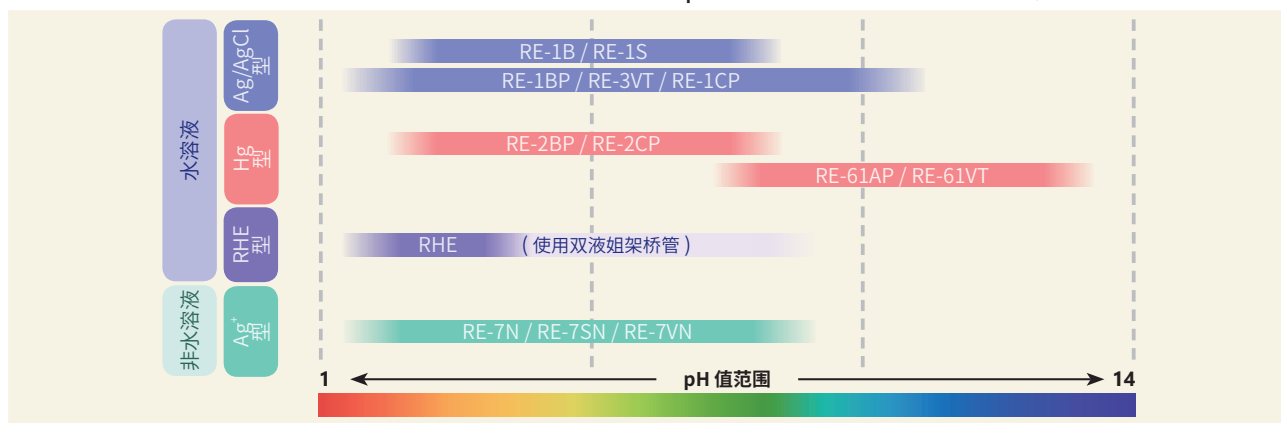 水溶液
Ag/AgCl
型
RE-1B / RE-1S
RE-1BP / RE-3VT / RE-1CP
Hg
型
RE-2BP / RE-2CP
RE-61AP / RE-61VT
RHE
型
RHE
( 使用双液姐架桥管 )
非水溶液
Ag⁺
型
RE-7N / RE-7SN / RE-7VN
1
pH 值范围
14